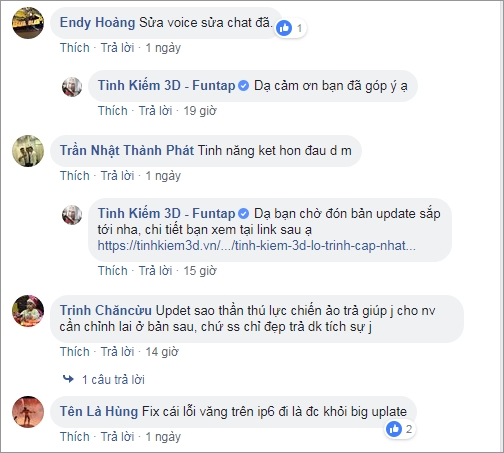 Endy Hoảng Sửa voice sửa chat đã.
1
Thích · Trả lời · 1 ngày
Tình Kiếm 3D - Funtap Dạ cảm ơn bạn đã góp ý ạ
Thích · Trả lời · 19 giờ
Trần Nhật Thành Phát Tinh năng ket hon đau d m
Thích · Trả lời · 1 ngày
Tình Kiếm 3D - Funtap Dạ bạn chờ đón bản update sắp
tới nha, chi tiết bạn xem tại link sau ạ
https://tinhkiem3d.vn/.../tinh-kiem-3d-lo-trinh-cap-nhat...
Thích · Trả lời · 15 giờ
Trinh Chăncừu Updet sao thần thú lực chiến ảo trả giúp j cho nv
cần chỉnh lai ở bản sau, chứ ss chỉ đẹp trả dk tích sự j
Thích · Trả lời · 14 giờ
1 câu trả lời
Tên Là Hùng Fix cái lỗi văng trên ip6 đi là đc khỏi big uplate
2
Thích · Trả lời · 1 ngày